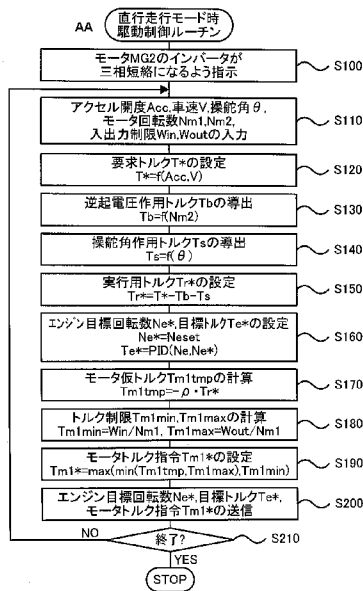 AA
直行走行モード時
駆動制御ルーチン
モータMG2のインバータが
三相短絡になるよう指示
S100
アクセル開度Acc,車速V,操舵角θ,
モータ回転数Nm1,Nm2,
入出力制限Win,Woutの入力
S110
要求トルクT*の設定
T*=f(Acc,V)
S120
逆起電圧作用トルクTbの導出
Tb=f(Nm2)
S130
操舵角作用トルクTsの導出
Ts=f(θ)
S140
実行用トルクTr*の設定
Tr*=T*-Tb-Ts
S150
エンジン目標回転数Ne*,目標トルクTe*の設定
Ne*=Neset
Te*=PID(Ne,Ne*)
S160
モータ仮トルクTm1tmpの計算
Tm1tmp=-ρ・Tr*
S170
トルク制限Tm1min,Tm1maxの計算
Tm1min=Win/Nm1, Tm1max=Wout/Nm1
S180
モータトルク指令Tm1*の設定
Tm1*=max(min(Tm1tmp,Tm1max),Tm1min)
S190
エンジン目標回転数Ne*,目標トルクTe*,
モータトルク指令Tm1*の送信
S200
NO
終了?
S210
YES
STOP